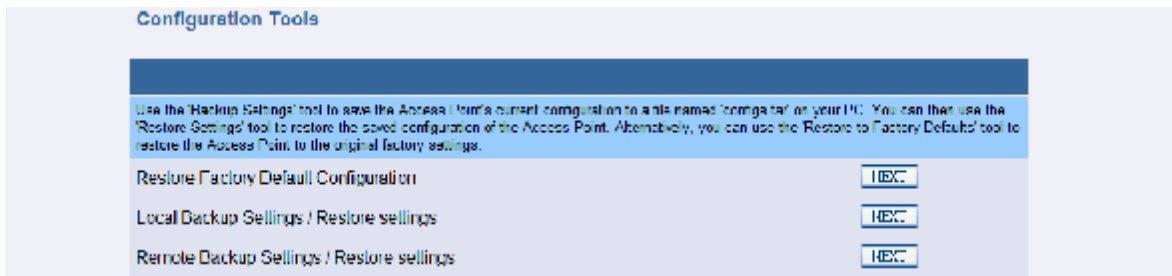 Configuration Tools
Use the 'Backup Settings' tool to save the Access Point's current configuration to a file named 'configs.tar' on your PC. You can then use the
'Restore Settings' tool to restore the saved configuration of the Access Point. Alternatively, you can use the 'Restore to Factory Defaults' tool to
restore the Access Point to the original factory settings.
Restore Factory Default Configuration
NEXT
Local Backup Settings / Restore settings
NEXT
Remote Backup Settings / Restore settings
NEXT